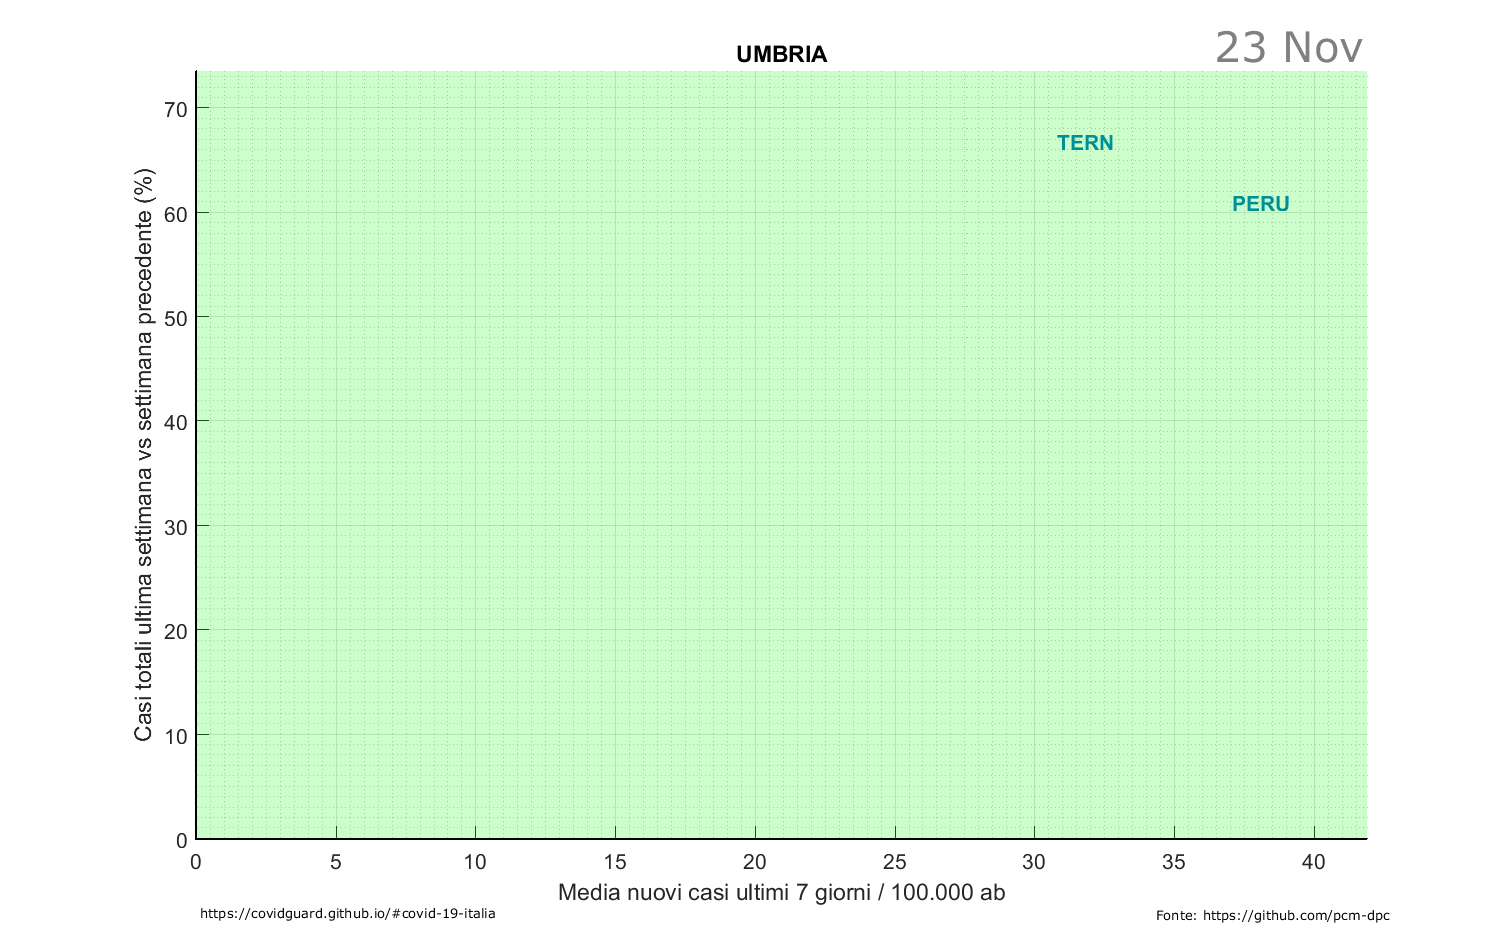 23 Nov
UMBRIA
70
TERN
PERU
60
50
40
30
20
10
0
Casi totali ultima settimana vs settimana precedente (%)
0 5 10 15 20 25 30 35 40
Media nuovi casi ultimi 7 giorni / 100.000 ab
https://covidguard.github.io/#covid-19-italia
Fonte: https://github.com/pcm-dpc